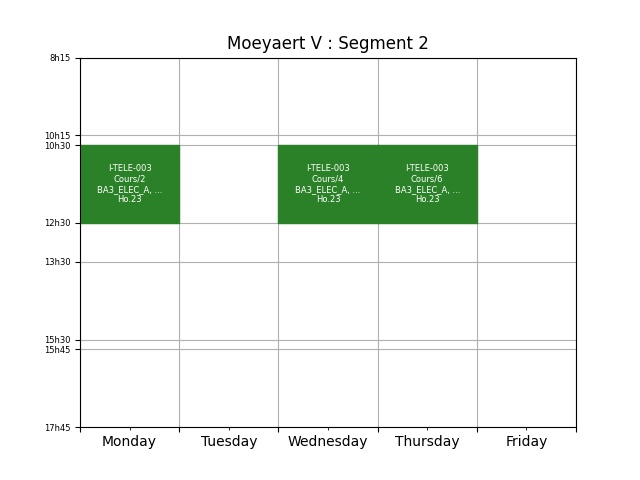 Moeyaert V : Segment 2
8h15
10h15
10h30
I-TELE-003
Cours/2
BA3_ELEC_A, ...
Ho.23
I-TELE-003
Cours/4
BA3_ELEC_A, ...
Ho.23
I-TELE-003
Cours/6
BA3_ELEC_A, ...
Ho.23
12h30
13h30
15h30
15h45
17h45
Monday
Tuesday
Wednesday
Thursday
Friday